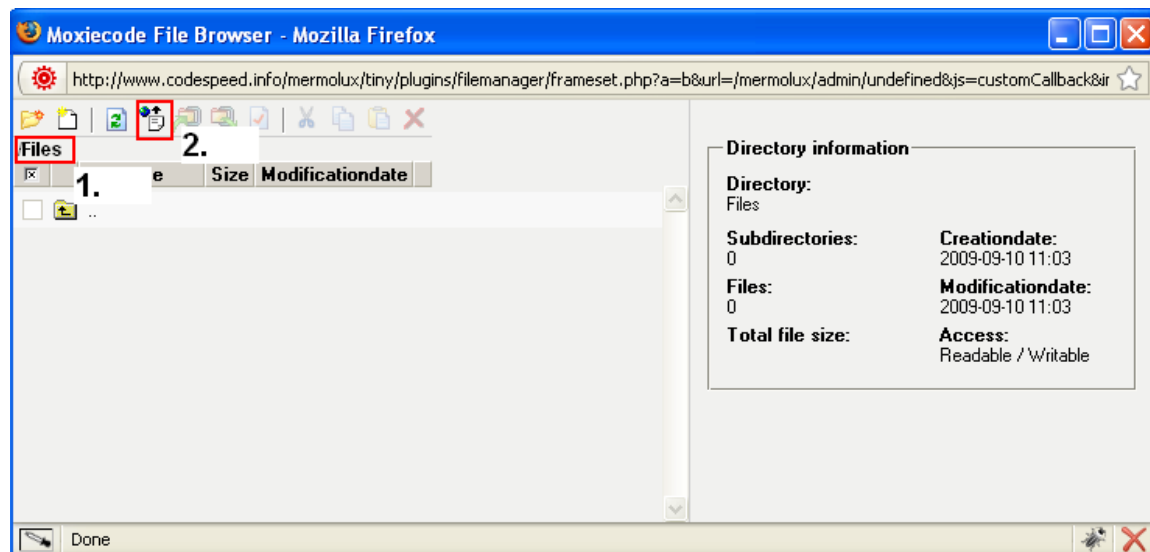 Moxiecode File Browser - Mozilla Firefox
http://www.codespeed.info/mermolux/tiny/plugins/filemanager/frameset.php?a=b&url=/mermolux/admin/undefined&js=customCallback&ir
2.
Files
1.
e Size Modificationdate
..
Directory information
Directory:
Files
Subdirectories: Creationdate:
0 2009-09-10 11:03
Files: Modificationdate:
0 2009-09-10 11:03
Total file size: Access:
Readable / Writable
Done